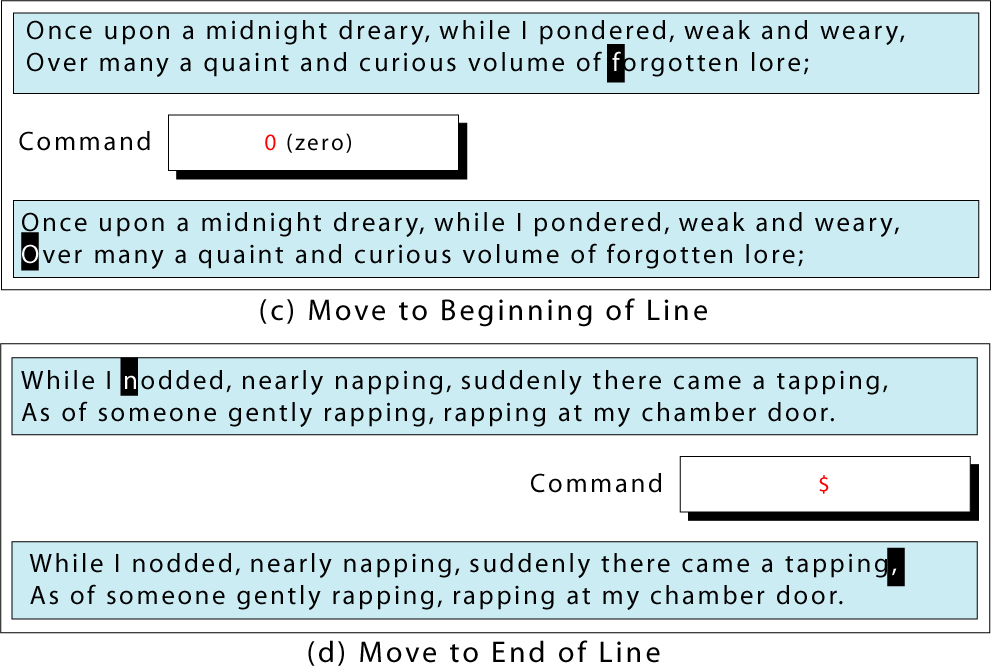 Once upon a midnight dreary, while I pondered, weak and weary,
Over many a quaint and curious volume of forgotten lore;
Command 0 (zero)
Once upon a midnight dreary, while I pondered, weak and weary,
Over many a quaint and curious volume of forgotten lore;
(c) Move to Beginning of Line
While I nodded, nearly napping, suddenly there came a tapping,
As of someone gently rapping, rapping at my chamber door.
Command $
While I nodded, nearly napping, suddenly there came a tapping,
As of someone gently rapping, rapping at my chamber door.
(d) Move to End of Line